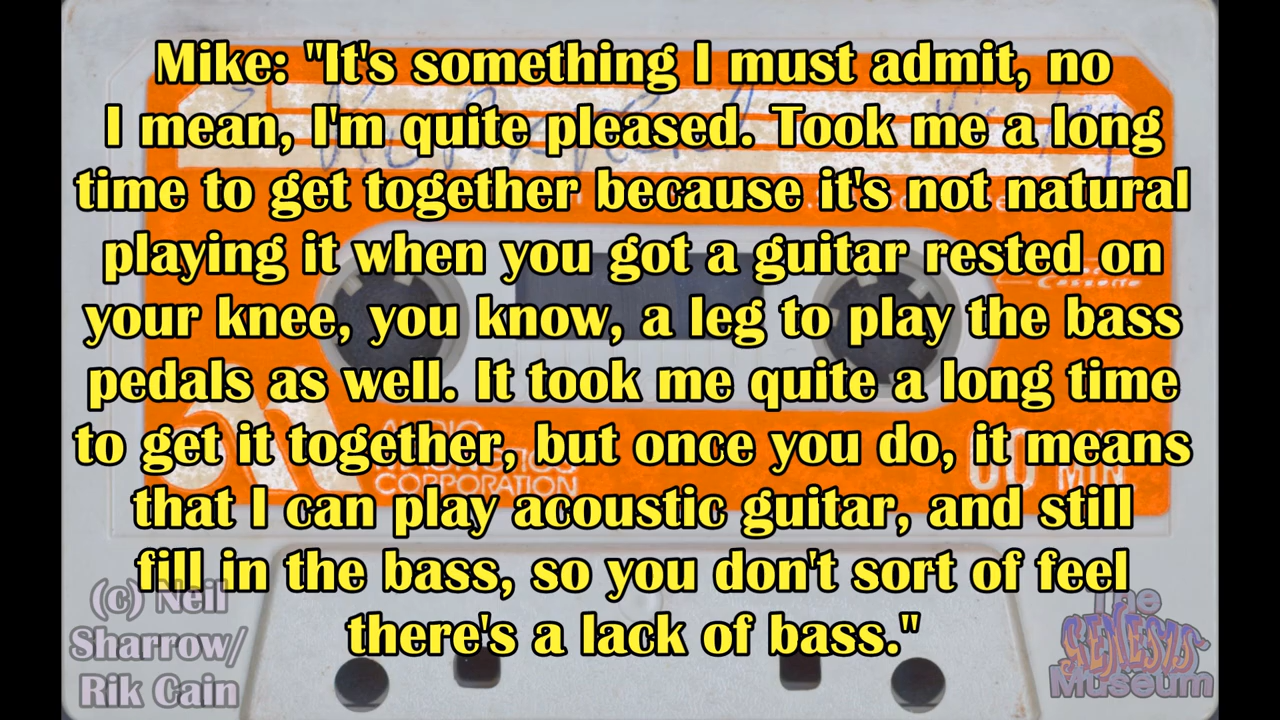 Mike: "It's something I must admit, no
I mean, I'm quite pleased. Took me a long
time to get together because it's not natural
playing it when you got a guitar rested on
your knee, you know, a leg to play the bass
pedals as well. It took me quite a long time
to get it together, but once you do, it means
that I can play acoustic guitar, and still
fill in the bass, so you don't sort of feel
there's a lack of bass."
CORPORATION
MIN.
(c) Neil
Sharrow/
Rik Cain
The
GENESIS
Museum